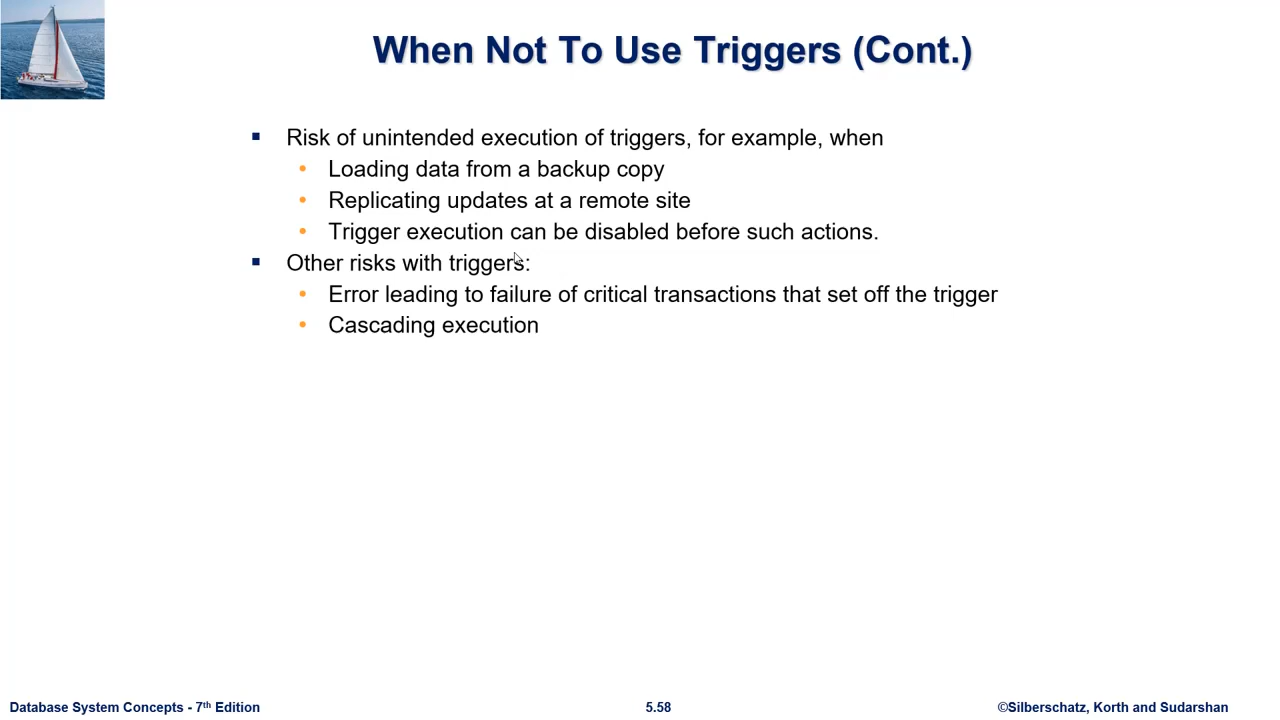 When Not To Use Triggers (Cont.)
▪ Risk of unintended execution of triggers, for example, when
• Loading data from a backup copy
• Replicating updates at a remote site
• Trigger execution can be disabled before such actions.
▪ Other risks with triggers:
• Error leading to failure of critical transactions that set off the trigger
• Cascading execution
Database System Concepts - 7th Edition
5.58
©Silberschatz, Korth and Sudarshan